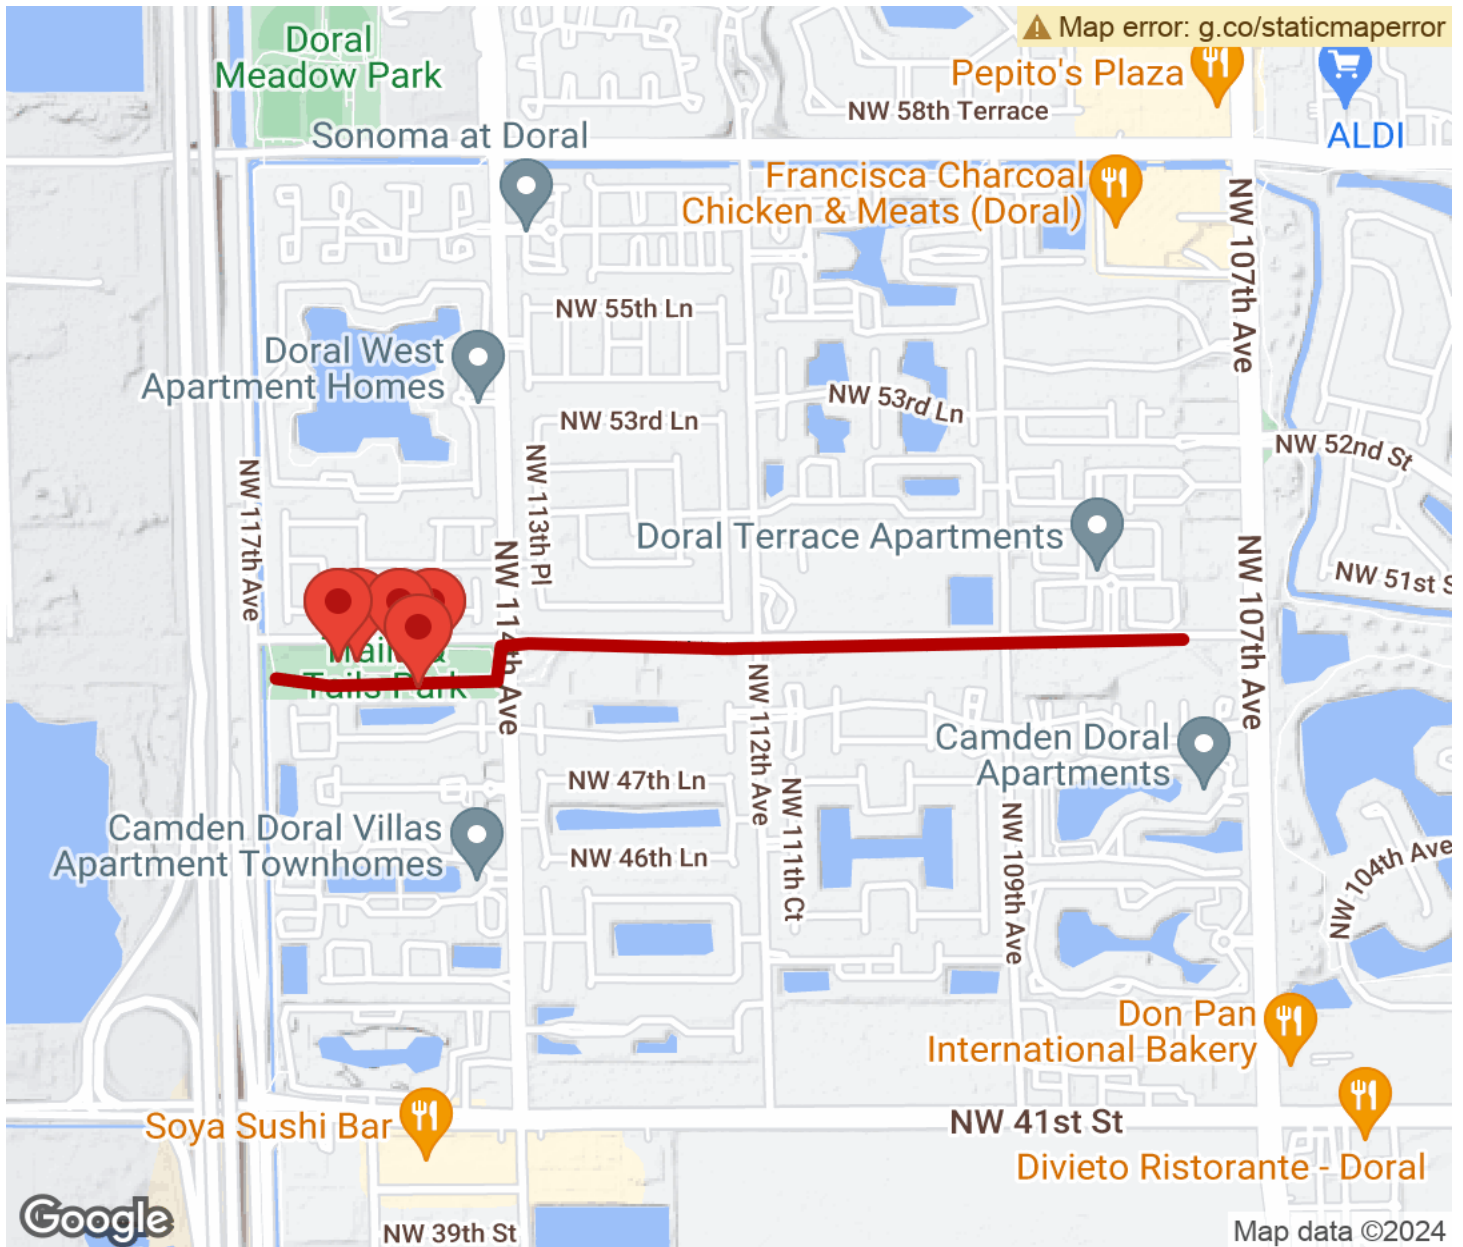 Map error: g.co/staticmaperror
Doral
Meadow Park
Pepito's Plaza
NW 58th Terrace
ALDI
Sonoma at Doral
Francisca Charcoal
Chicken & Meats (Doral)
NW 107th Ave
NW 55th Ln
Doral West
Apartment Homes
NW 53rd Ln
NW 53rd Ln
NW 52nd St
NW 117th Ave
NW 113th Pl
Doral Terrace Apartments
NW 114th Ave
NW 107th Ave
NW 51st S
Tails Park
NW 112th Ave
Camden Doral
Apartments
NW 47th Ln
NW 111th Ct
NW 109th Ave
Camden Doral Villas
Apartment Townhomes
NW 46th Ln
NW 104th Ave
Don Pan
International Bakery
Soya Sushi Bar
NW 41st St
Divieto Ristorante - Doral
Google
NW 39th St
Map data ©2024